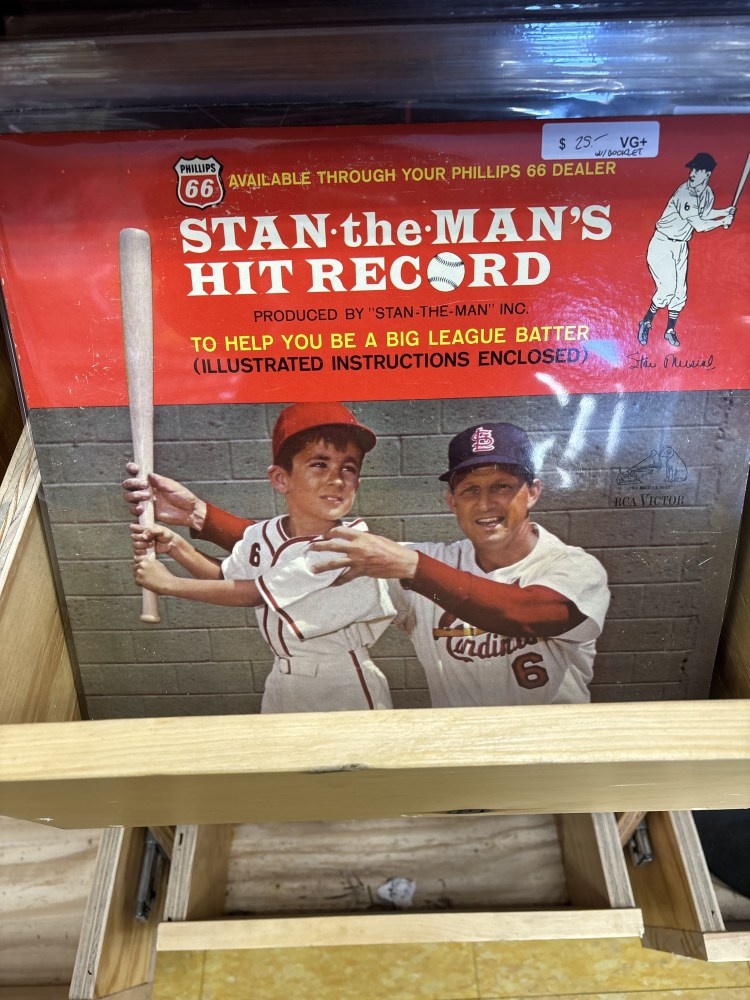 $ 25.- VG+
W/ BOOKLET
PHILLIPS
66
AVAILABLE THROUGH YOUR PHILLIPS 66 DEALER
STAN·the·MAN'S
HIT RECORD
PRODUCED BY "STAN-THE-MAN" INC.
TO HELP YOU BE A BIG LEAGUE BATTER
(ILLUSTRATED INSTRUCTIONS ENCLOSED)
6
Stan Musial
StL
RCA VICTOR
6
Cardinals
6